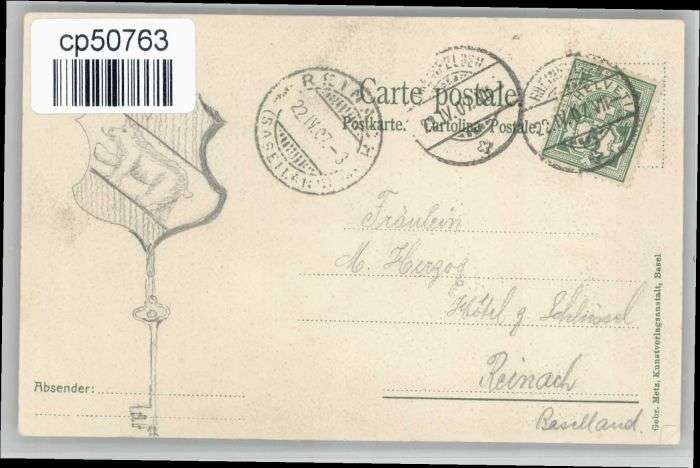 cp50763
Carte postale.
Postkarte. Cartolina Postale.
REINACH
22.IV.07.-3
(BASELLAND)
RHEINFELDEN
HELVETIA
Fräulein
M. Herzog
Hôtel z Schlüssel
Reinach
Baselland.
Absender:
Gebr. Metz, Kunstverlagsanstalt, Basel